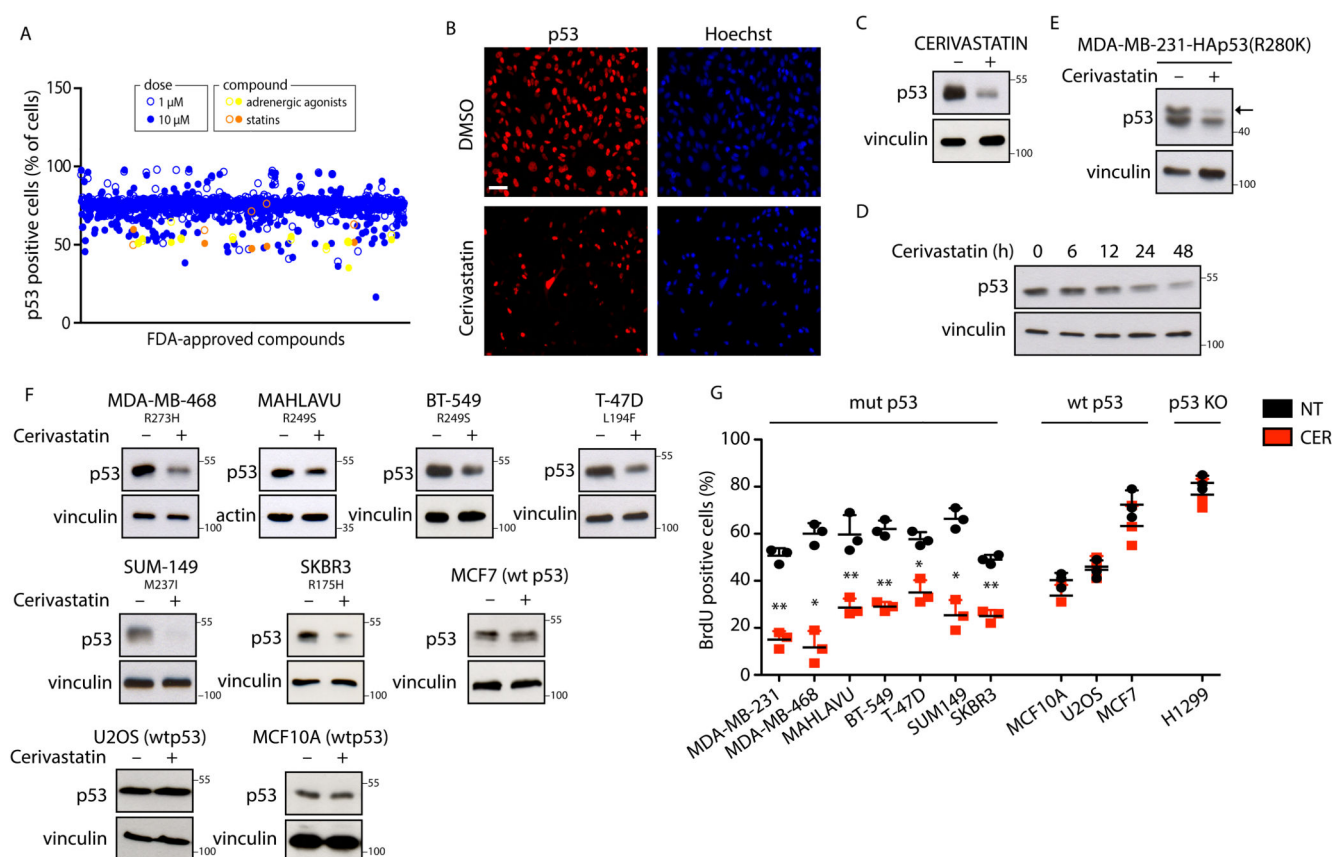 A
p53 positive cells (% of cells)
150
100
50
0
dose
1 μM
10 μM
compound
adrenergic agonists
statins
FDA-approved compounds
B
p53
Hoechst
DMSO
Cerivastatin
C
CERIVASTATIN
– +
p53
55
vinculin
100
E
MDA-MB-231-HAp53(R280K)
Cerivastatin – +
p53
40
vinculin
100
D
Cerivastatin (h) 0 6 12 24 48
p53
55
vinculin
100
F
MDA-MB-468
R273H
Cerivastatin – +
p53
55
vinculin
100
MAHLAVU
R249S
– +
p53
55
actin
35
BT-549
R249S
– +
p53
55
vinculin
100
T-47D
L194F
– +
p53
55
vinculin
100
SUM-149
M237I
Cerivastatin – +
p53
55
vinculin
100
SKBR3
R175H
– +
p53
55
vinculin
100
MCF7 (wt p53)
– +
p53
55
vinculin
100
U2OS (wtp53)
Cerivastatin – +
p53
55
vinculin
100
MCF10A (wtp53)
– +
p53
55
vinculin
100
G
mut p53
wt p53
p53 KO
NT
CER
BrdU positive cells (%)
100
80
60
40
20
0
** * ** ** * * **
MDA-MB-231
MDA-MB-468
MAHLAVU
BT-549
T-47D
SUM149
SKBR3
MCF10A
U2OS
MCF7
H1299